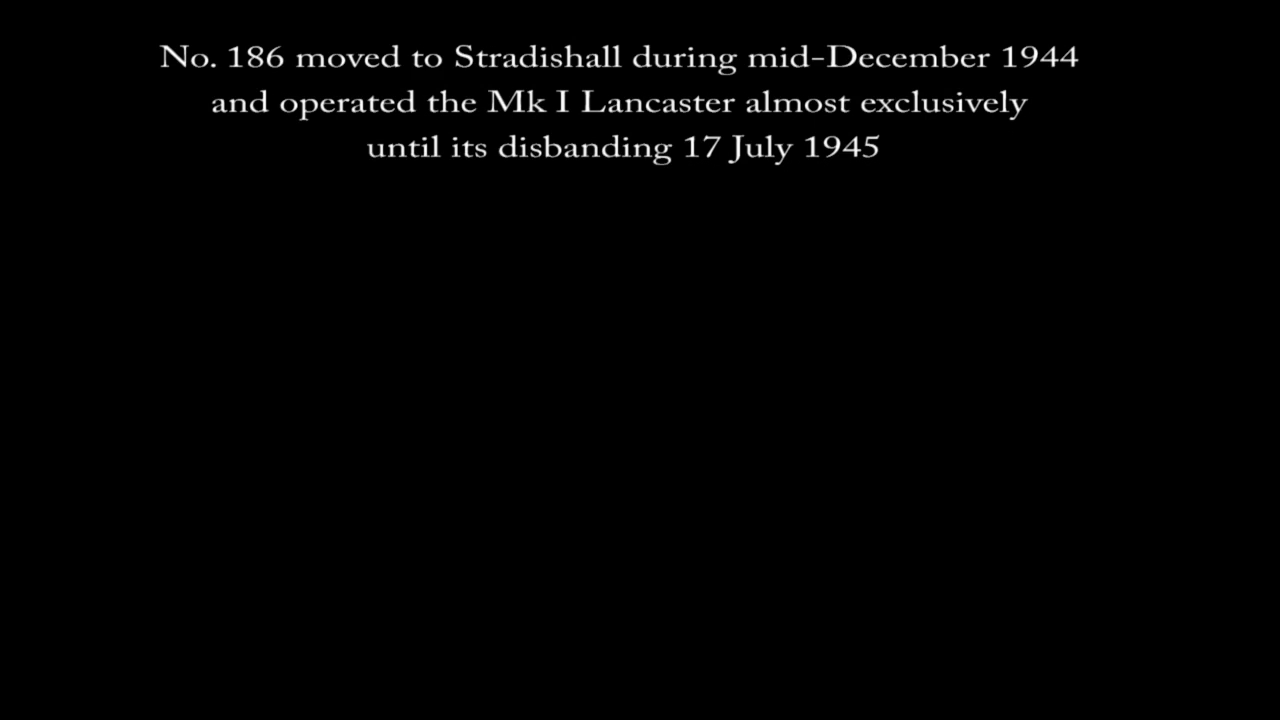 No. 186 moved to Stradishall during mid-December 1944
and operated the Mk I Lancaster almost exclusively
until its disbanding 17 July 1945